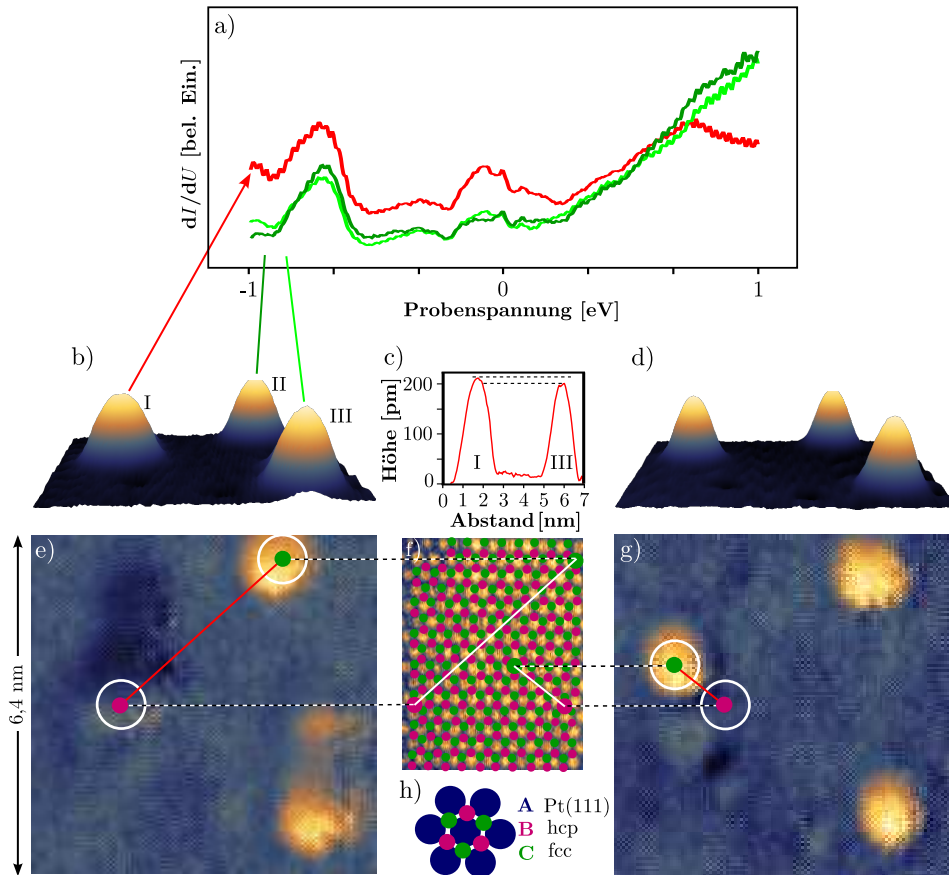 a)
dI/dU [bel. Ein.]
-1 0 1
Probenspannung [eV]
b)
I
II
III
c)
Höhe [pm]
200
100
0
I III
0 1 2 3 4 5 6 7
Abstand [nm]
d)
e)
6,4 nm
f)
g)
h)
A Pt(111)
B hcp
C fcc